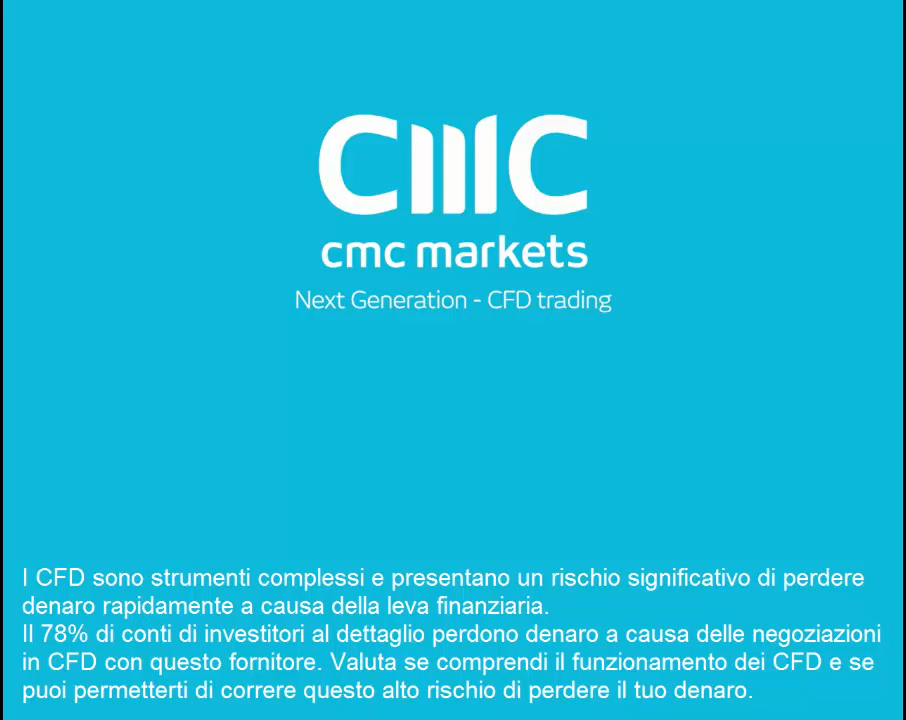 CMC
cmc markets
Next Generation - CFD trading
I CFD sono strumenti complessi e presentano un rischio significativo di perdere
denaro rapidamente a causa della leva finanziaria.
Il 78% di conti di investitori al dettaglio perdono denaro a causa delle negoziazioni
in CFD con questo fornitore. Valuta se comprendi il funzionamento dei CFD e se
puoi permetterti di correre questo alto rischio di perdere il tuo denaro.